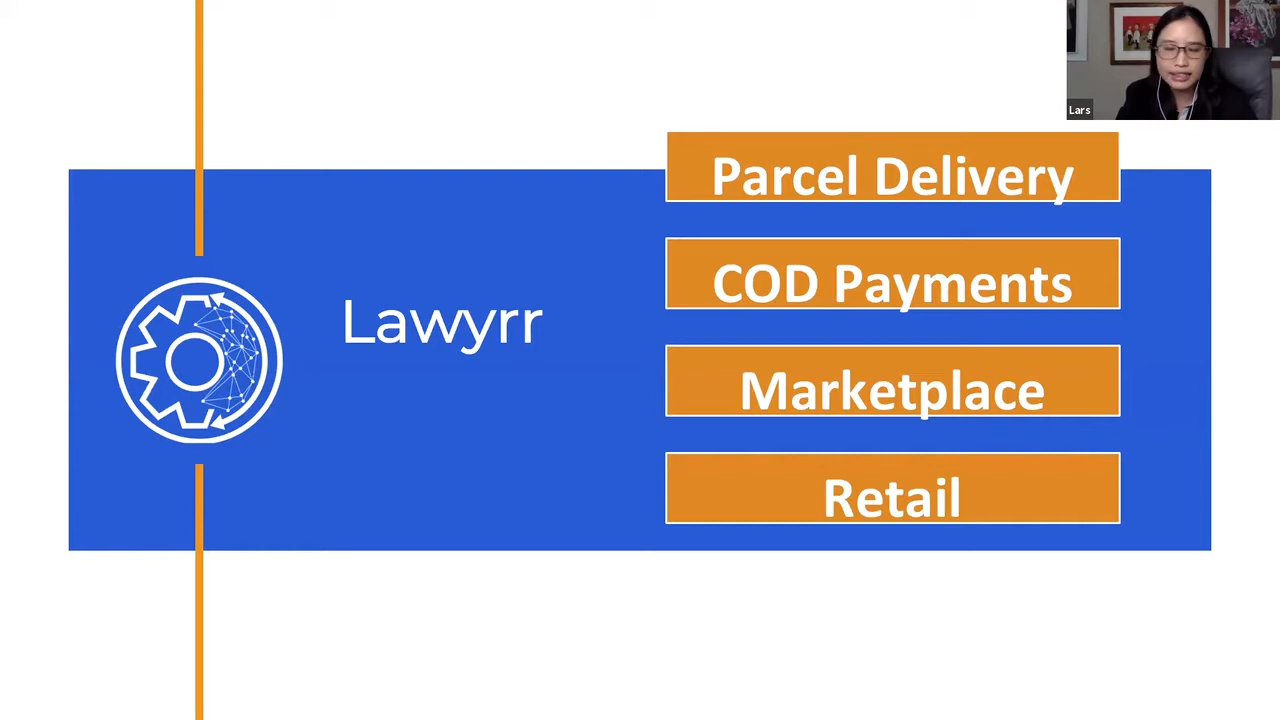 Lars
Parcel Delivery
COD Payments
Lawyrr
Marketplace
Retail